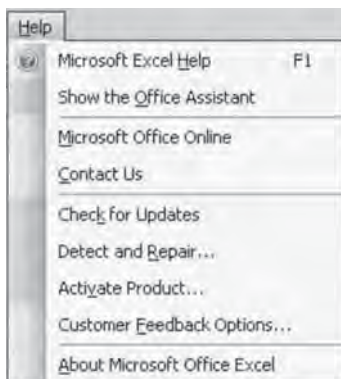 Help
Microsoft Excel Help F1
Show the Office Assistant
Microsoft Office Online
Contact Us
Check for Updates
Detect and Repair...
Activate Product...
Customer Feedback Options...
About Microsoft Office Excel